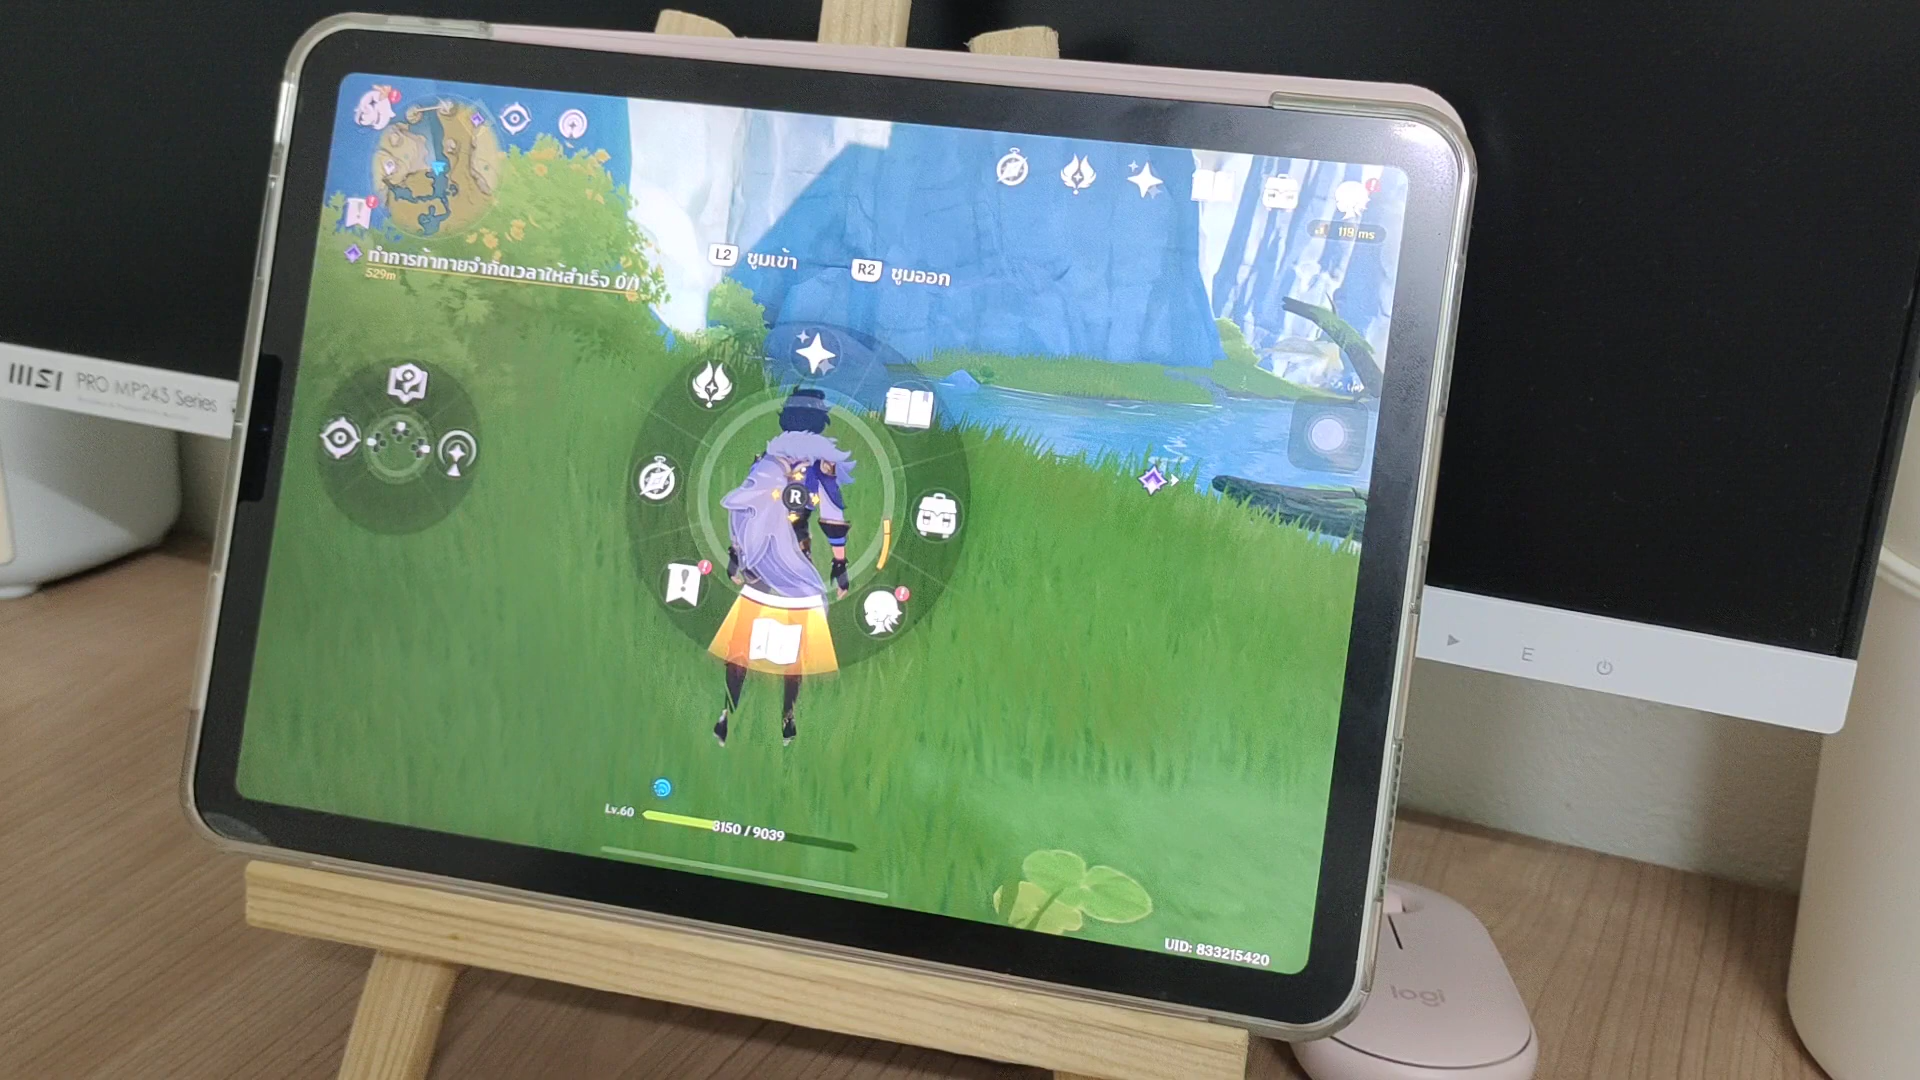 118 ms
L2 ซูมเข้า
R2 ซูมออก
ทำการท้าทายจำกัดเวลาให้สำเร็จ 0/1
529m
MSI PRO MP243 Series
R
E
Lv.60
3150 / 9039
UID: 833215420
logi